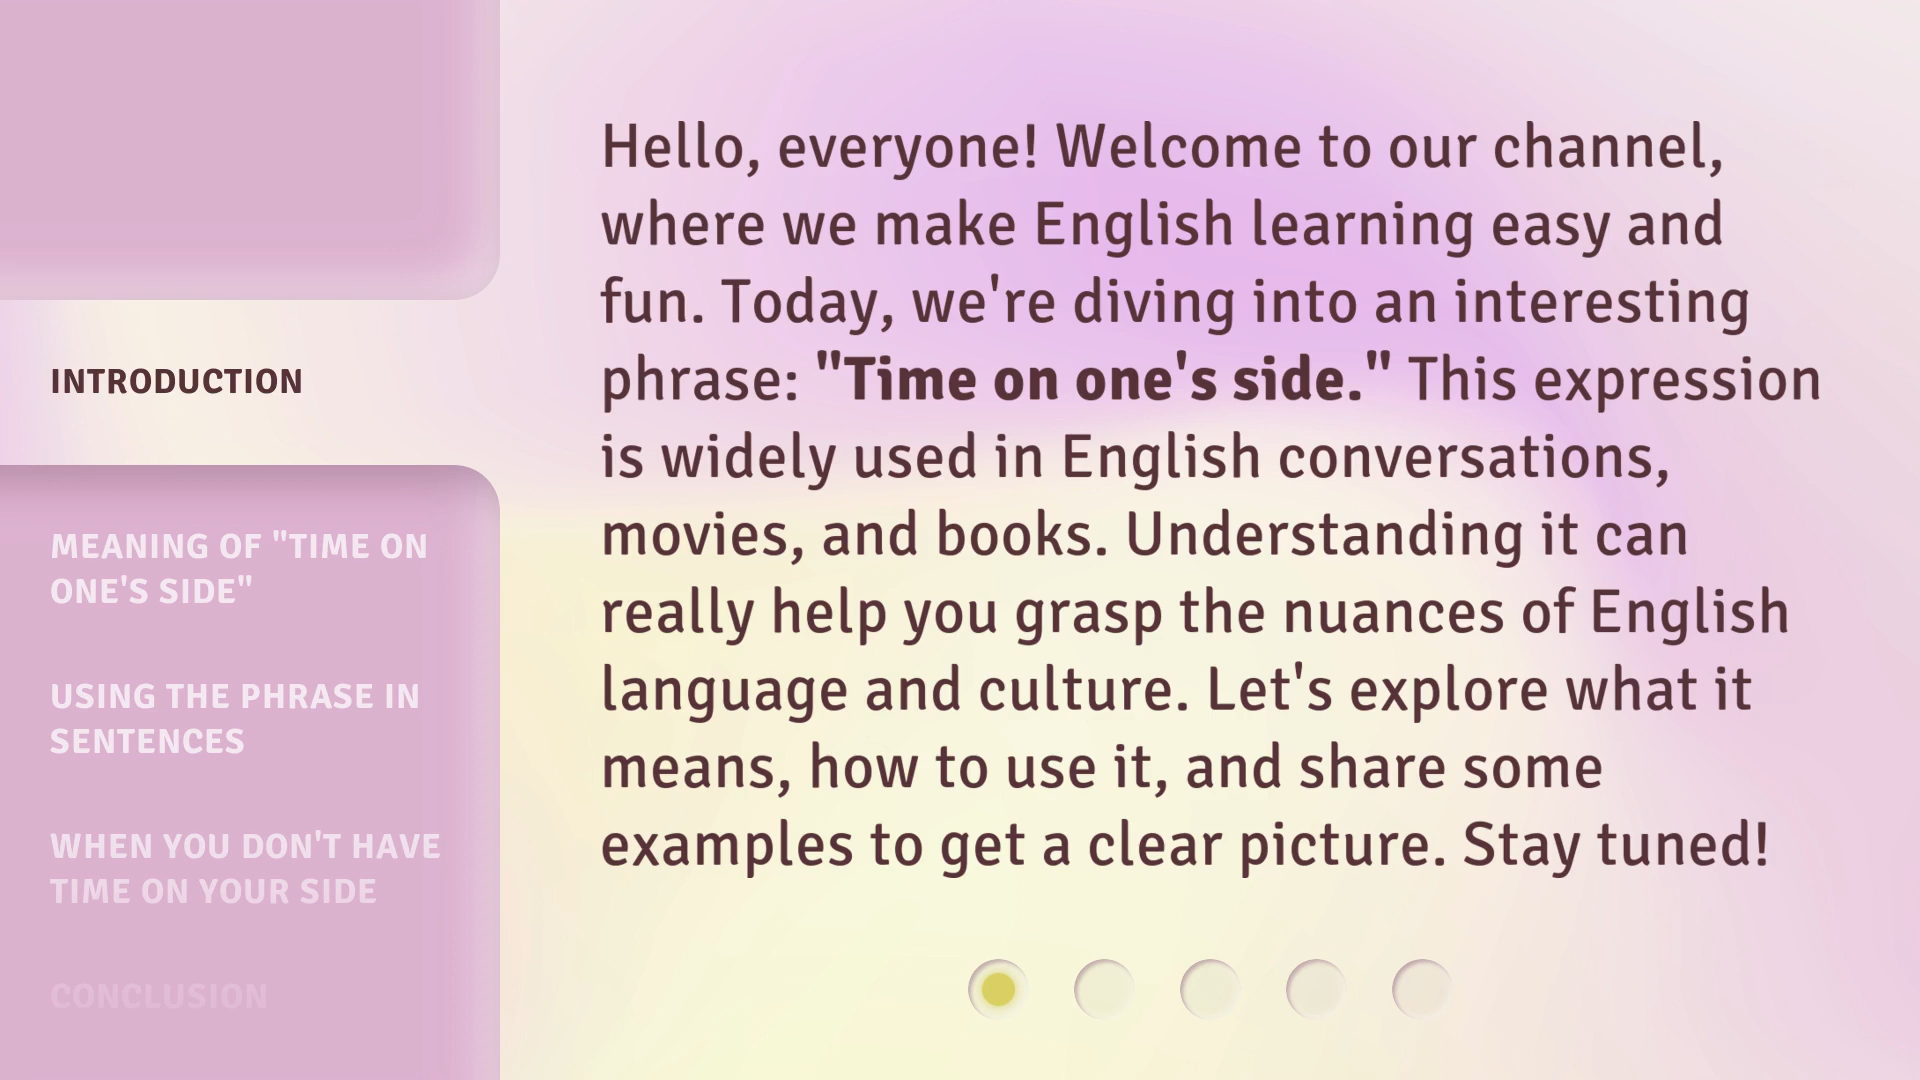 INTRODUCTION
MEANING OF "TIME ON
ONE'S SIDE"
USING THE PHRASE IN
SENTENCES
WHEN YOU DON'T HAVE
TIME ON YOUR SIDE
CONCLUSION
Hello, everyone! Welcome to our channel,
where we make English learning easy and
fun. Today, we're diving into an interesting
phrase: "Time on one's side." This expression
is widely used in English conversations,
movies, and books. Understanding it can
really help you grasp the nuances of English
language and culture. Let's explore what it
means, how to use it, and share some
examples to get a clear picture. Stay tuned!